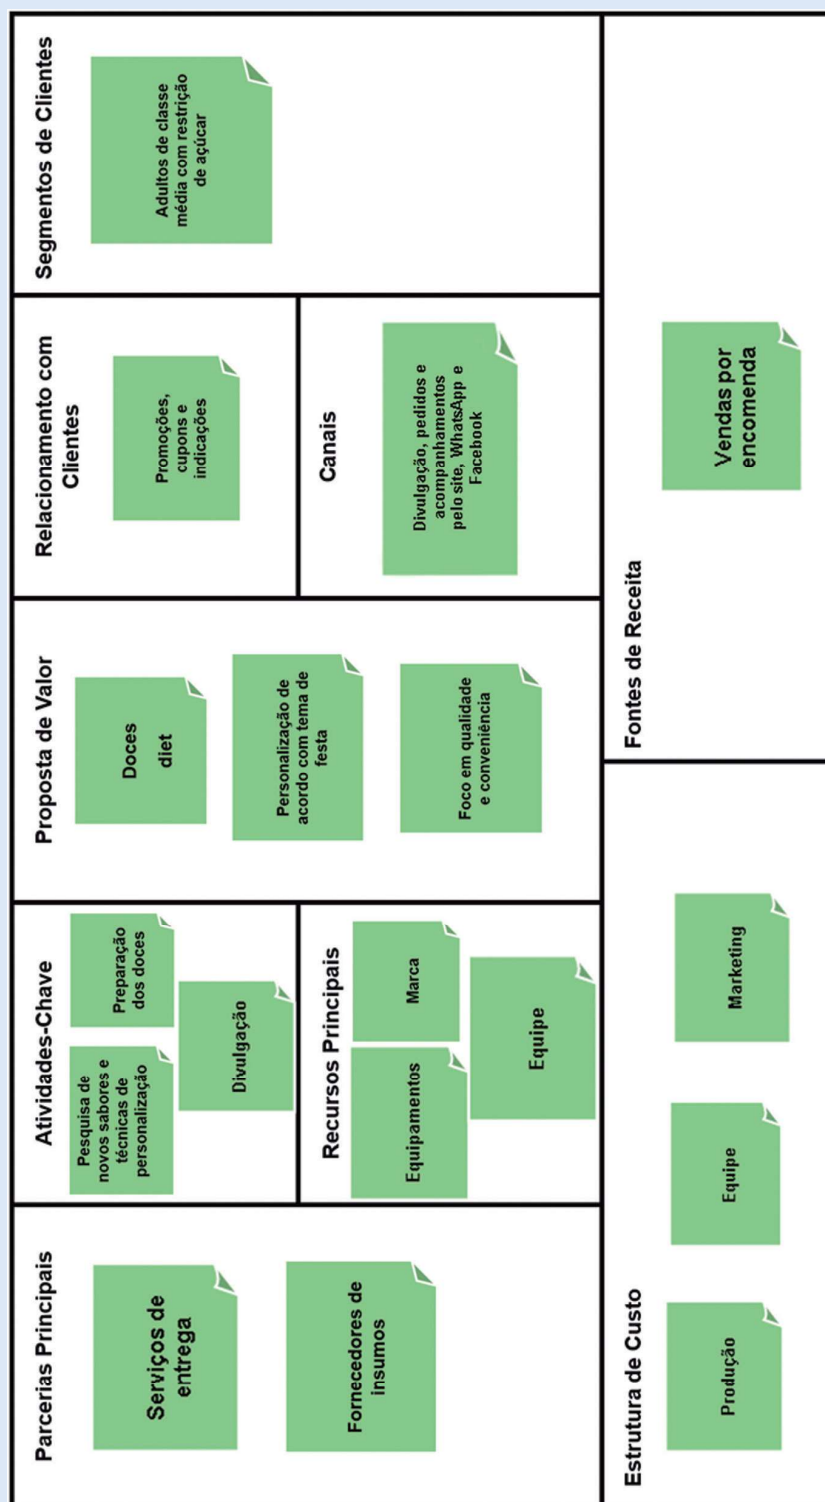 Parcerias Principais
Serviços de
entrega
Fornecedores de
insumos
Atividades-Chave
Pesquisa de
novos sabores e
técnicas de
personalização
Preparação
dos doces
Divulgação
Recursos Principais
Equipamentos
Marca
Equipe
Proposta de Valor
Doces
diet
Personalização de
acordo com tema de
festa
Foco em qualidade
e conveniência
Relacionamento com
Clientes
Promoções,
cupons e
indicações
Canais
Divulgação, pedidos e
acompanhamentos
pelo site, WhatsApp e
Facebook
Segmentos de Clientes
Adultos de classe
média com restrição
de açúcar
Estrutura de Custo
Produção
Equipe
Marketing
Fontes de Receita
Vendas por
encomenda